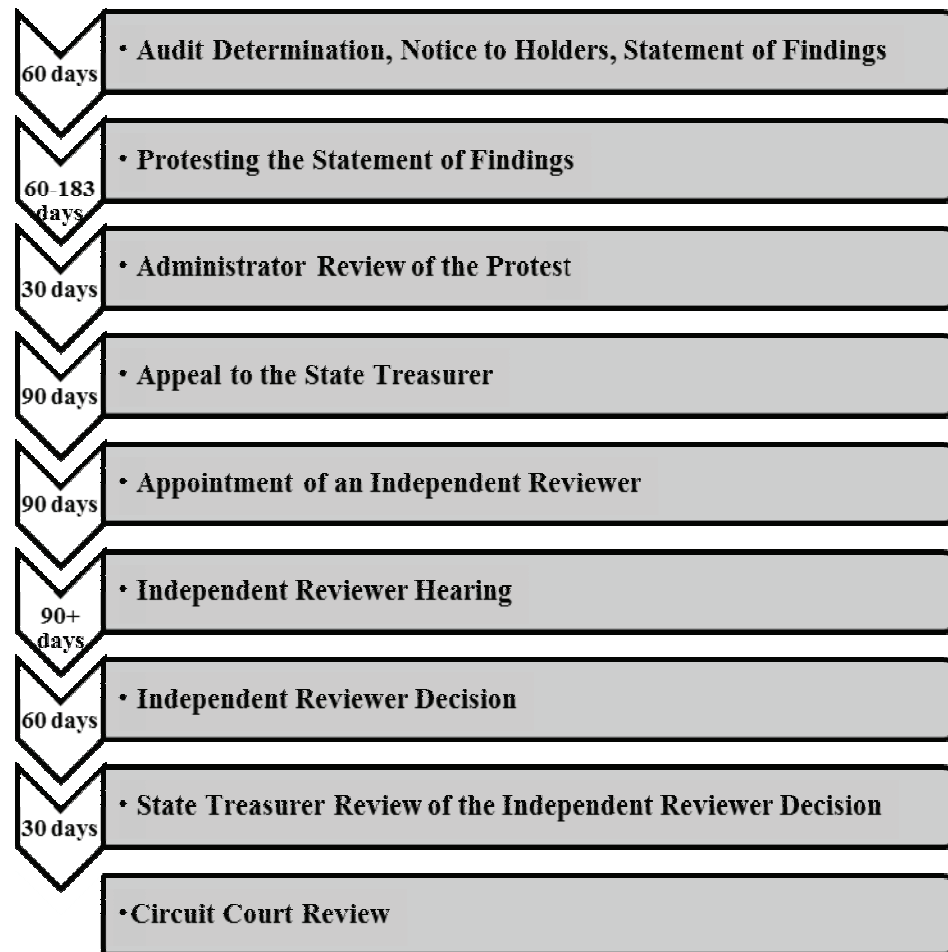 60 days
• Audit Determination, Notice to Holders, Statement of Findings
60-183
days
• Protesting the Statement of Findings
30 days
• Administrator Review of the Protest
90 days
• Appeal to the State Treasurer
90 days
• Appointment of an Independent Reviewer
90+
days
• Independent Reviewer Hearing
60 days
• Independent Reviewer Decision
30 days
• State Treasurer Review of the Independent Reviewer Decision
•Circuit Court Review